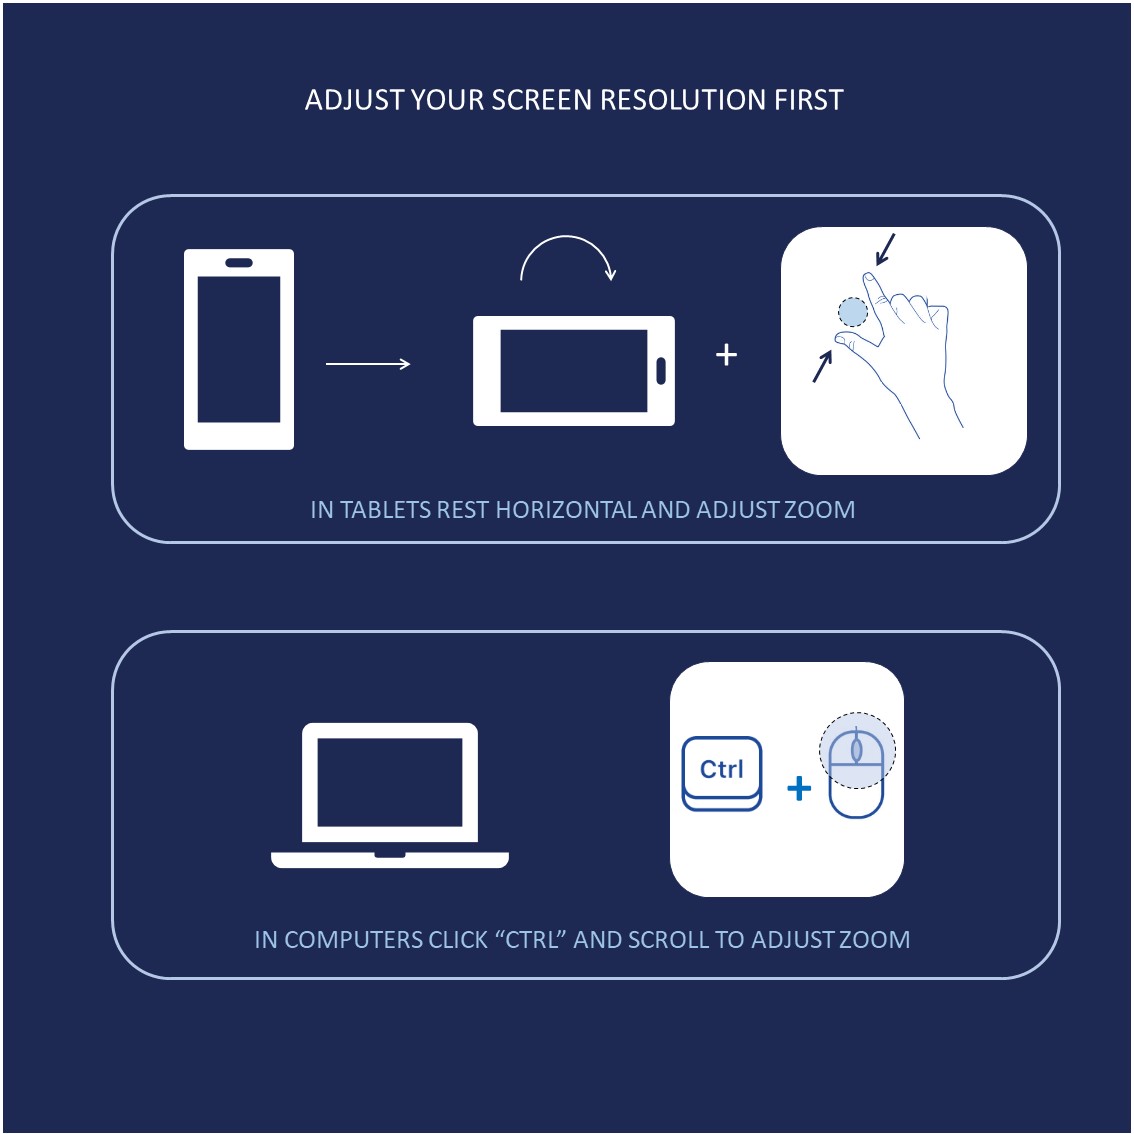 ADJUST YOUR SCREEN RESOLUTION FIRST
+
IN TABLETS REST HORIZONTAL AND ADJUST ZOOM
Ctrl
+
IN COMPUTERS CLICK “CTRL” AND SCROLL TO ADJUST ZOOM